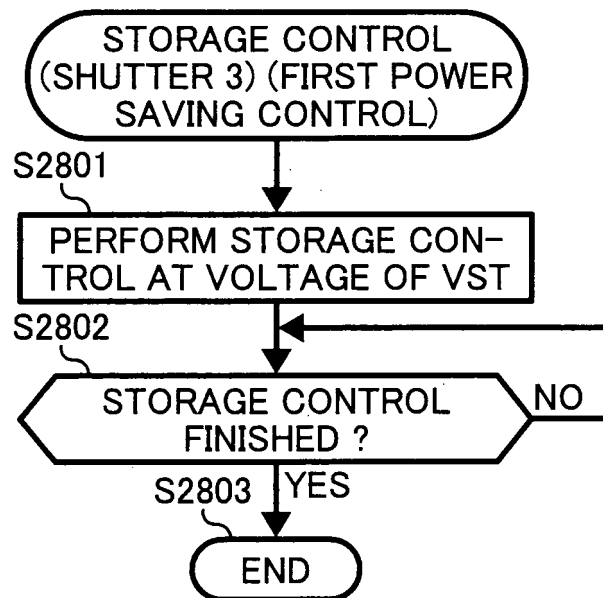 STORAGE CONTROL
(SHUTTER 3) (FIRST POWER
SAVING CONTROL)
S2801
PERFORM STORAGE CON-
TROL AT VOLTAGE OF VST
S2802
STORAGE CONTROL
FINISHED ?
NO
YES
S2803
END